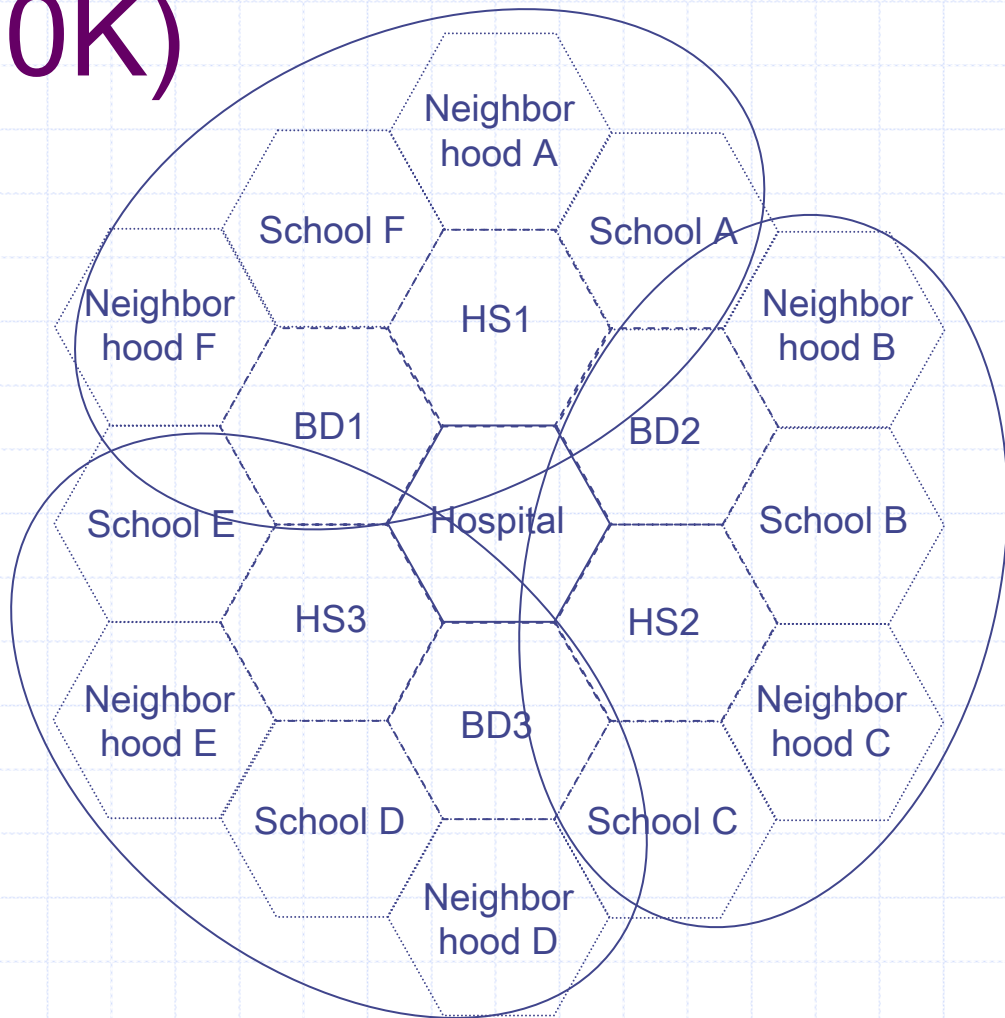 0K)
Neighbor
hood A
School F
School A
Neighbor
hood F
HS1
Neighbor
hood B
BD1
BD2
School E
Hospital
School B
HS3
HS2
Neighbor
hood E
BD3
Neighbor
hood C
School D
School C
Neighbor
hood D